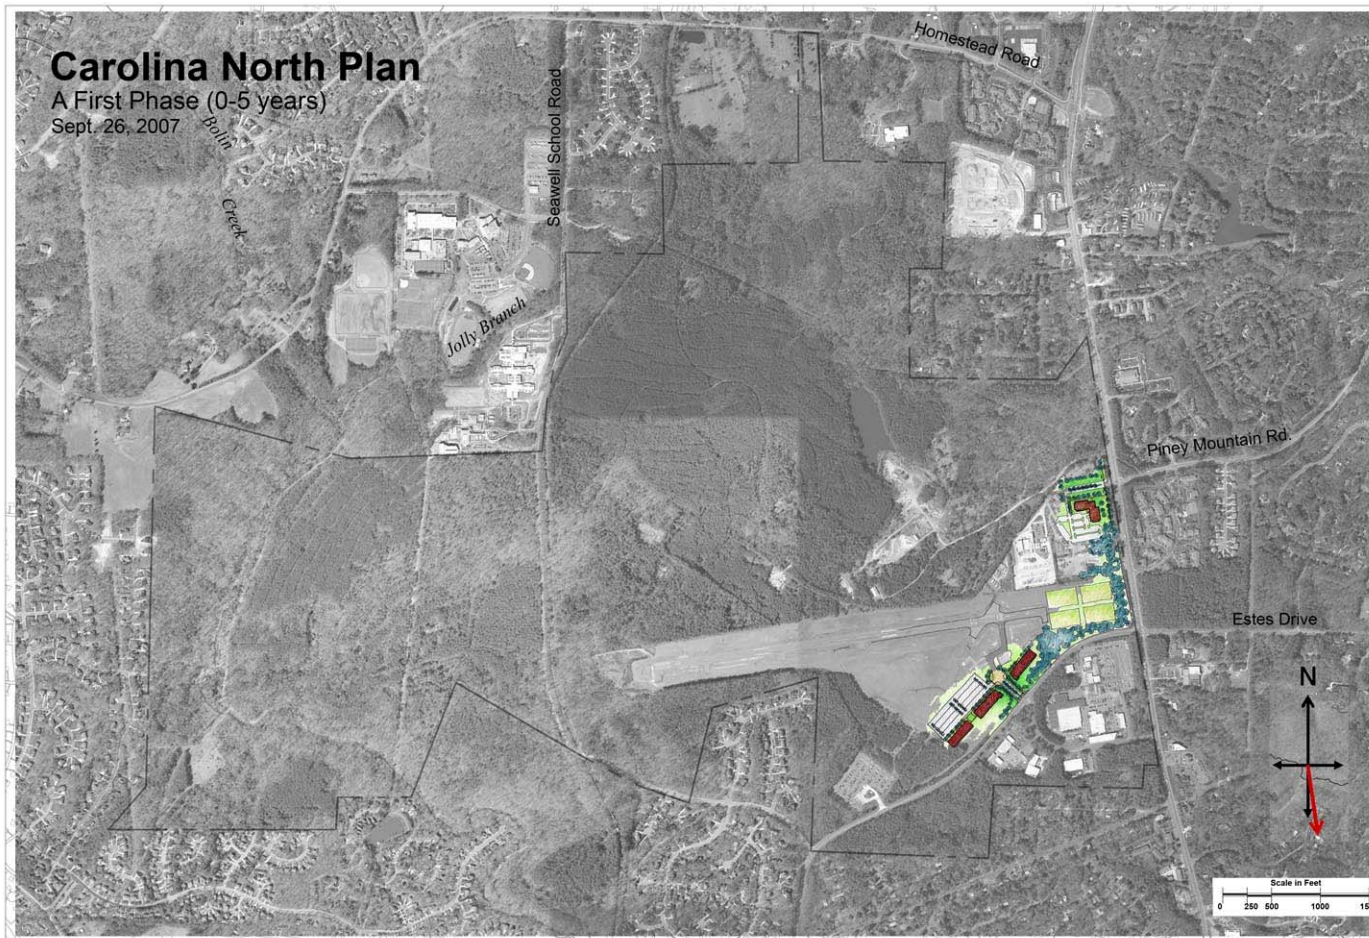 Carolina North Plan
A First Phase (0-5 years)
Sept. 26, 2007
Homestead Road
Bolin
Creek
Seawell School Road
Jolly Branch
Piney Mountain Rd.
Estes Drive
N
Scale in Feet
0 250 500 1000